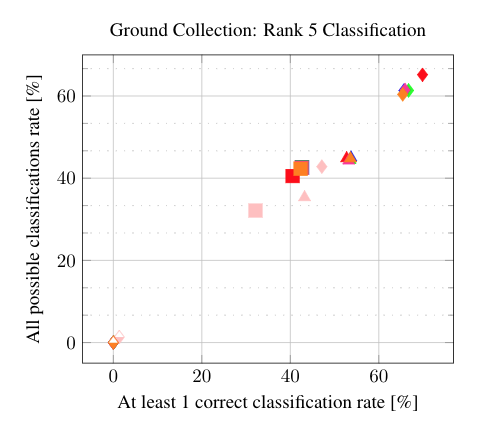 Ground Collection: Rank 5 Classification
All possible classifications rate [%]
60
40
20
0
0 20 40 60
At least 1 correct classification rate [%]